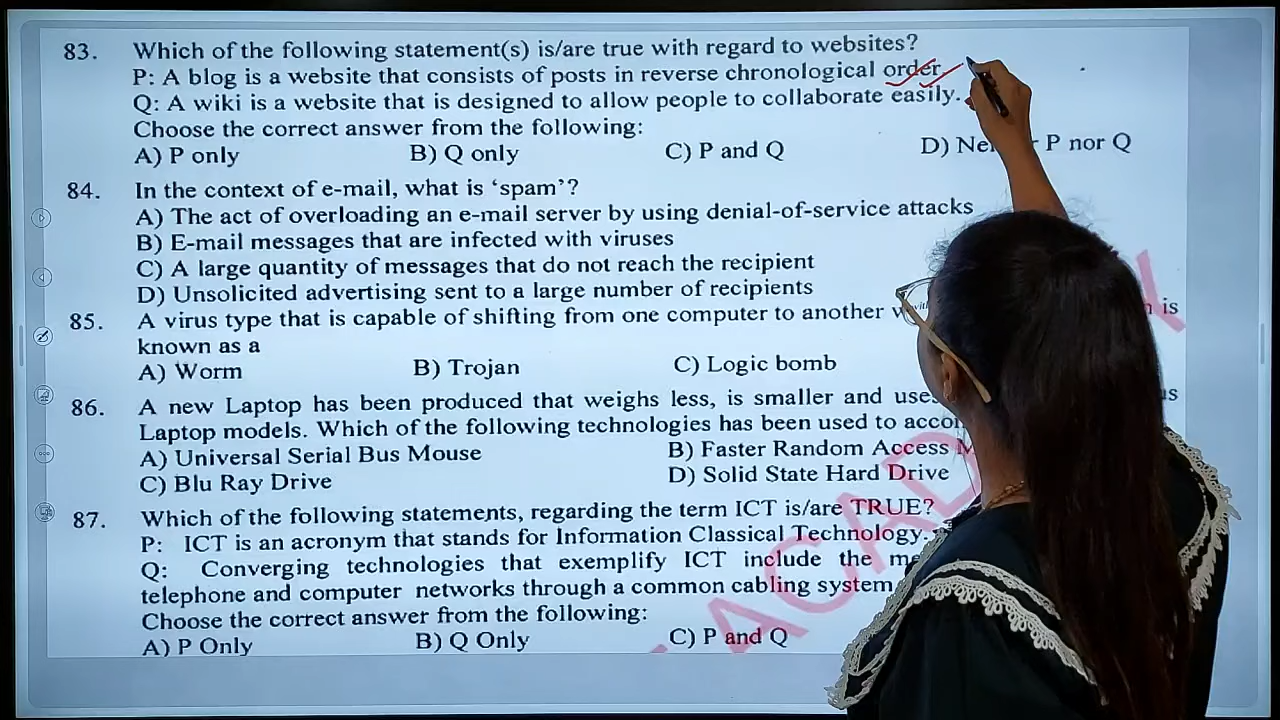 83. Which of the following statement(s) is/are true with regard to websites?
P: A blog is a website that consists of posts in reverse chronological order
Q: A wiki is a website that is designed to allow people to collaborate easily.
Choose the correct answer from the following:
A) P only B) Q only C) P and Q D) P nor Q
84. In the context of e-mail, what is ‘spam’?
A) The act of overloading an e-mail server by using denial-of-service attacks
B) E-mail messages that are infected with viruses
C) A large quantity of messages that do not reach the recipient
D) Unsolicited advertising sent to a large number of recipients
85. A virus type that is capable of shifting from one computer to another is
known as a
A) Worm B) Trojan C) Logic bomb
86. A new Laptop has been produced that weighs less, is smaller and
Laptop models. Which of the following technologies has been used to
A) Universal Serial Bus Mouse B) Faster Random Access
C) Blu Ray Drive D) Solid State Hard Drive
87. Which of the following statements, regarding the term ICT is/are TRUE?
P: ICT is an acronym that stands for Information Classical Technology.
Q: Converging technologies that exemplify ICT include the
telephone and computer networks through a common cabling system
Choose the correct answer from the following:
A) P Only B) Q Only C) P and Q